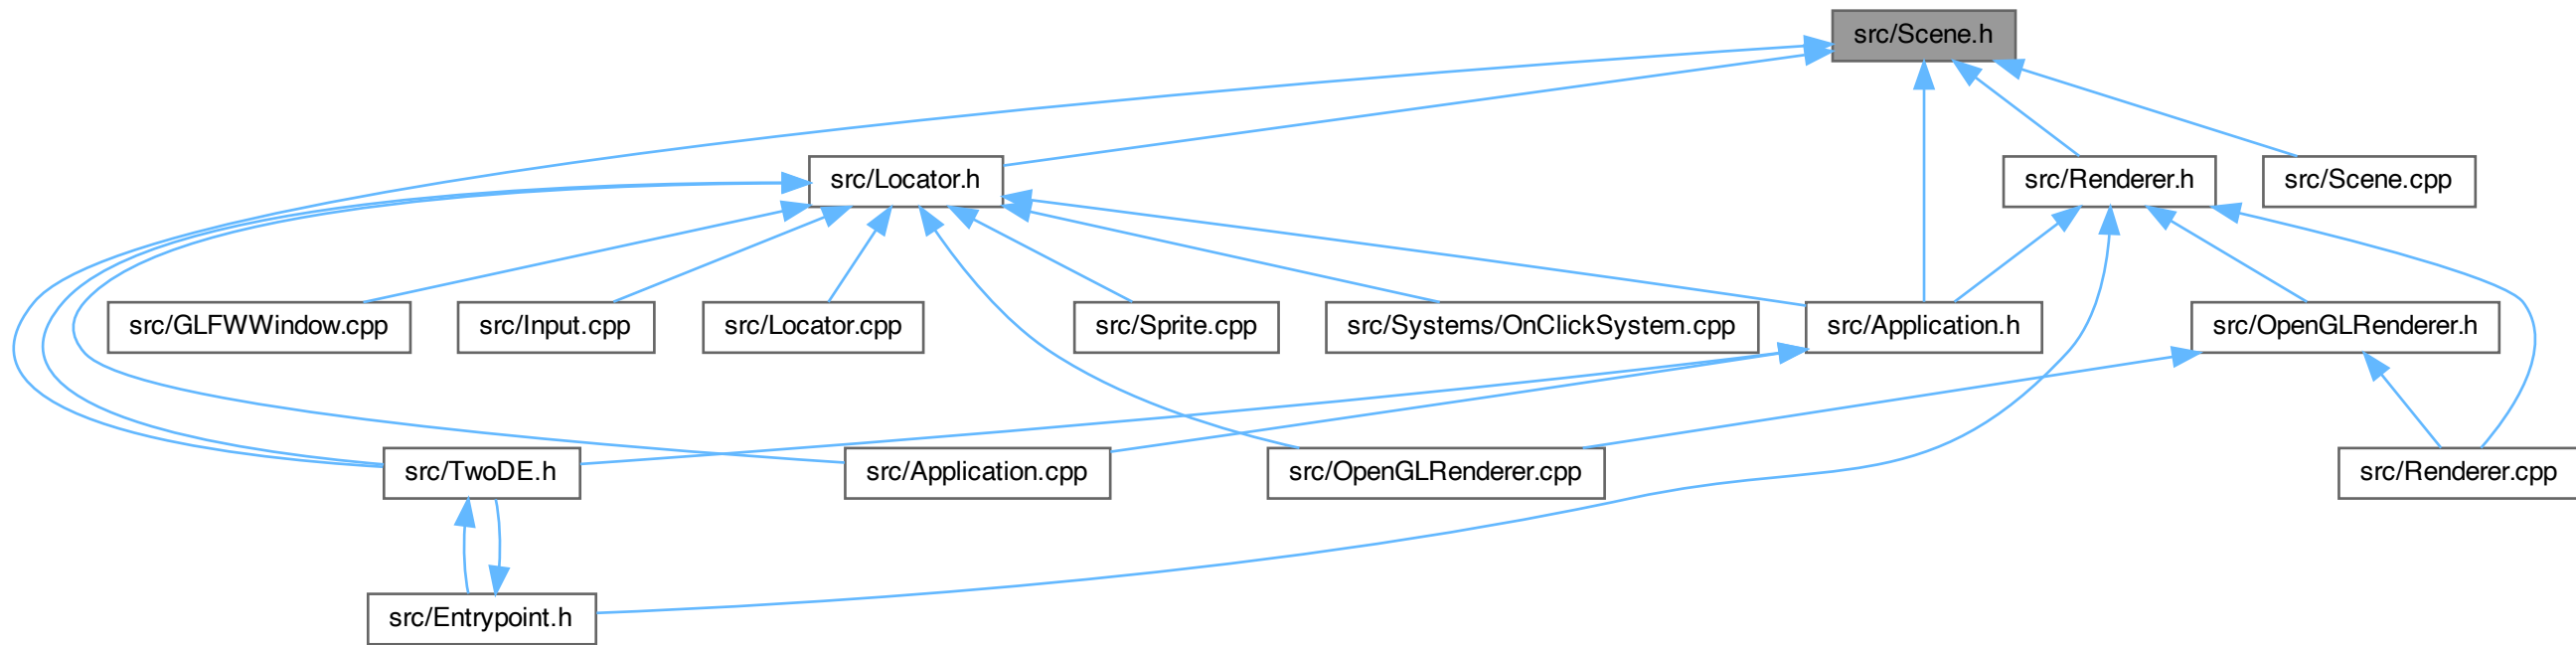 src/Scene.h
src/Locator.h
src/Renderer.h
src/Scene.cpp
src/GLFWWindow.cpp
src/Input.cpp
src/Locator.cpp
src/Sprite.cpp
src/Systems/OnClickSystem.cpp
src/Application.h
src/OpenGLRenderer.h
src/TwoDE.h
src/Application.cpp
src/OpenGLRenderer.cpp
src/Renderer.cpp
src/Entrypoint.h